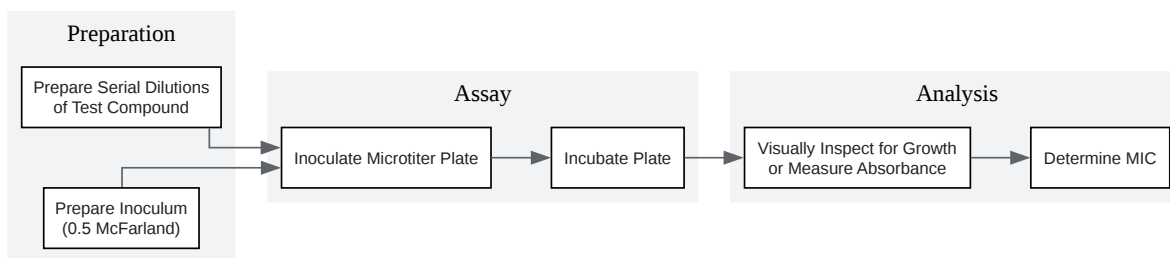 Preparation
Prepare Serial Dilutions
of Test Compound
Prepare Inoculum
(0.5 McFarland)
Assay
Inoculate Microtiter Plate
Incubate Plate
Analysis
Visually Inspect for Growth
or Measure Absorbance
Determine MIC